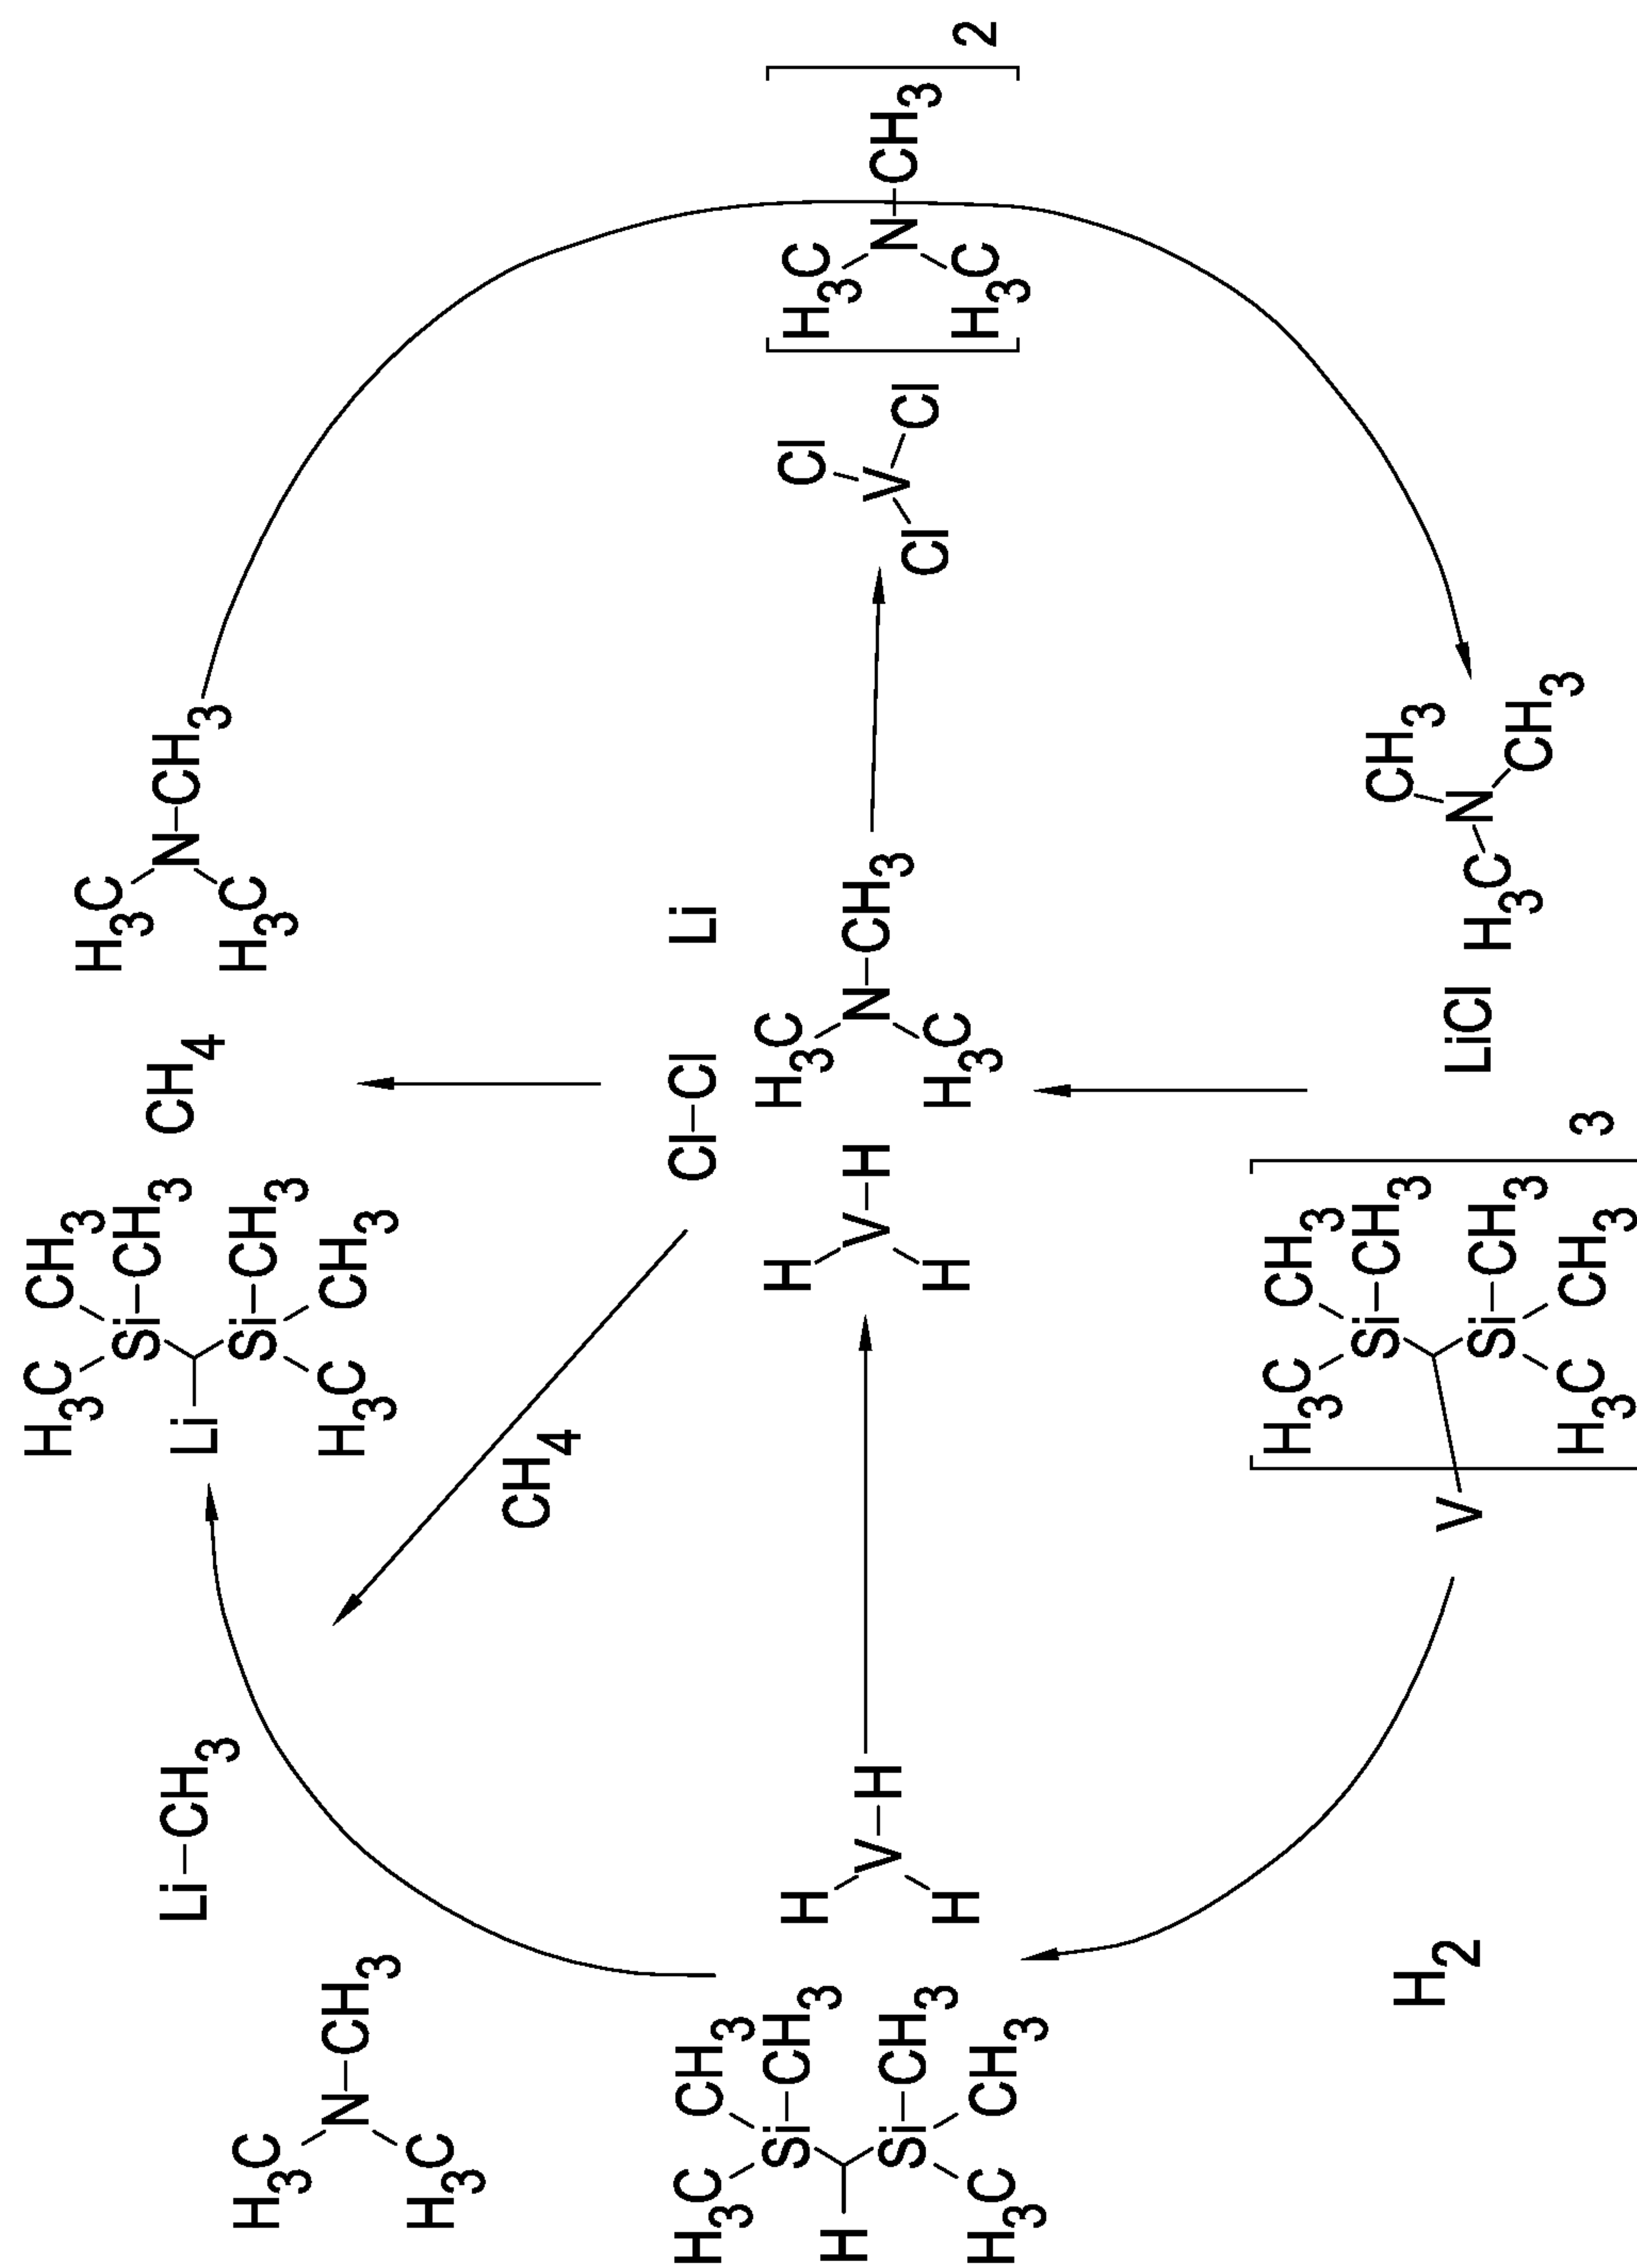 H3C
N–CH3
H3C
Li–CH3
H3C CH3
Si–CH3
Li
Si–CH3
H3C CH3
CH4
H3C
N–CH3
H3C
CH4
Cl–Cl Li
H3C CH3
Si–CH3
H
Si–CH3
H3C CH3
H
V–H
H
H
V–H
H
H3C
N–CH3
H3C
Cl
V
Cl Cl
[ H3C
N–CH3
H3C ] 2
H2
V [ H3C CH3
Si–CH3
Si–CH3
H3C CH3 ] 3
LiCl
CH3
N
H3C CH3